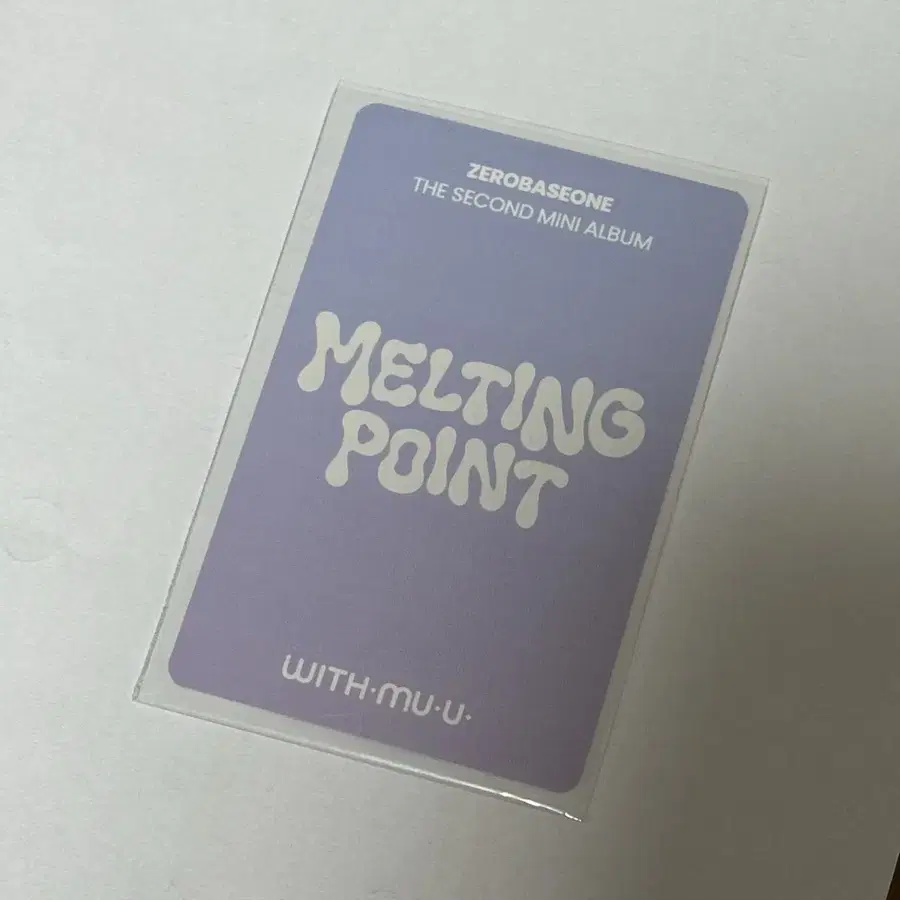 ZEROBASEONE
THE SECOND MINI ALBUM
MELTING
POINT
WITH·MU·U·